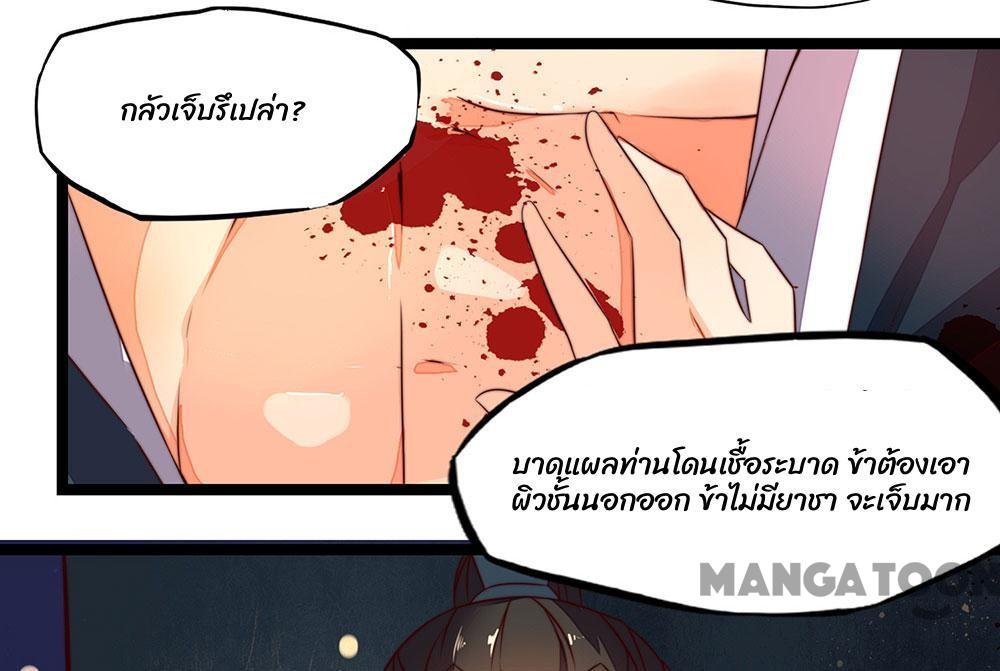 กลัวเจ็บรึเปล่า?
บาดแผลท่านโดนเชื้อระบาด ข้าต้องเอา
ผิวชั้นนอกออก ข้าไม่มียาชา จะเจ็บมาก
MANGA TOON